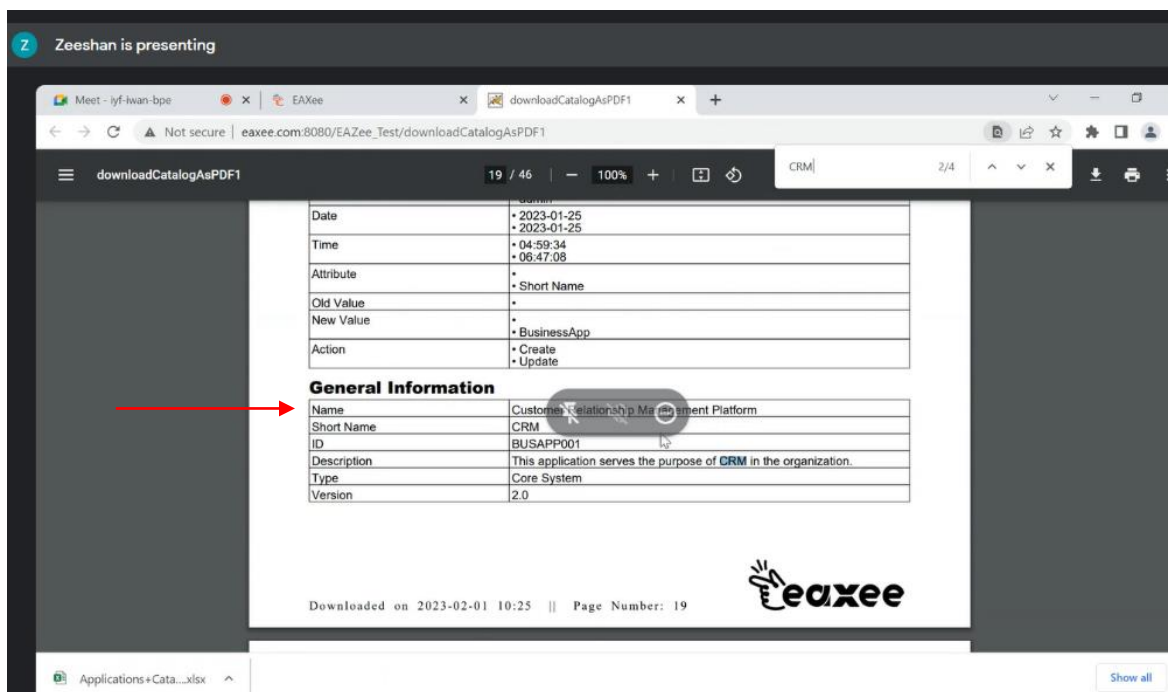 Z Zeeshan is presenting
Meet - iyf-iwan-bpe
EAXee
downloadCatalogAsPDF1
Not secure | eaxee.com:8080/EAZee_Test/downloadCatalogAsPDF1
downloadCatalogAsPDF1
19 / 46 | − 100% +
CRM 2/4
admin
Date • 2023-01-25
• 2023-01-25
Time • 04:59:34
• 06:47:08
Attribute •
• Short Name
Old Value •
New Value •
• BusinessApp
Action • Create
• Update
General Information
Name Customer Relationship Management Platform
Short Name CRM
ID BUSAPP001
Description This application serves the purpose of CRM in the organization.
Type Core System
Version 2.0
eaxee
Downloaded on 2023-02-01 10:25 || Page Number: 19
Applications+Cata....xlsx
Show all